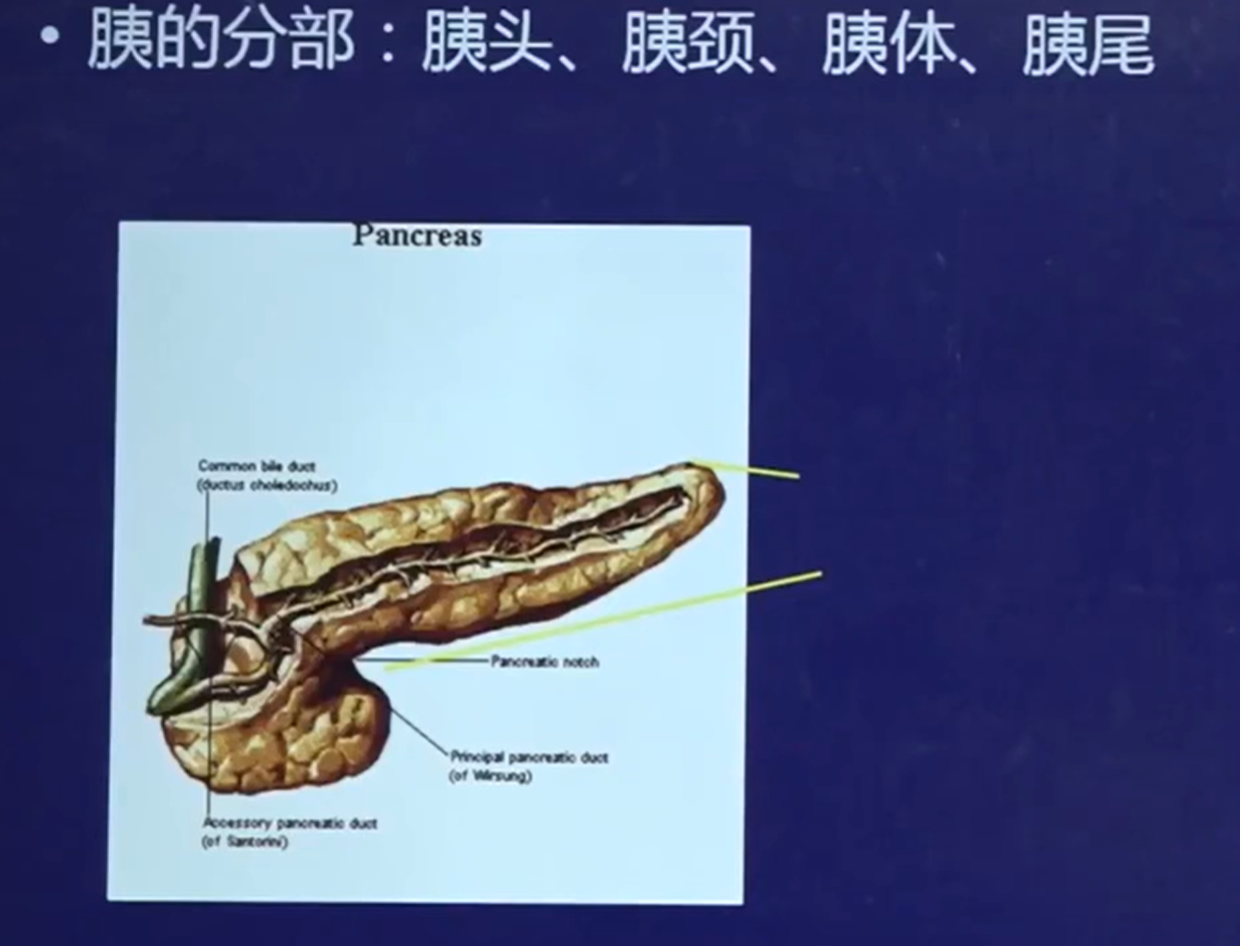 • 胰的分部：胰头、胰颈、胰体、胰尾
Pancreas
Common bile duct
(ductus choledochus)
Pancreatic notch
Principal pancreatic duct
(of Wirsung)
Accessory pancreatic duct
(of Santorini)